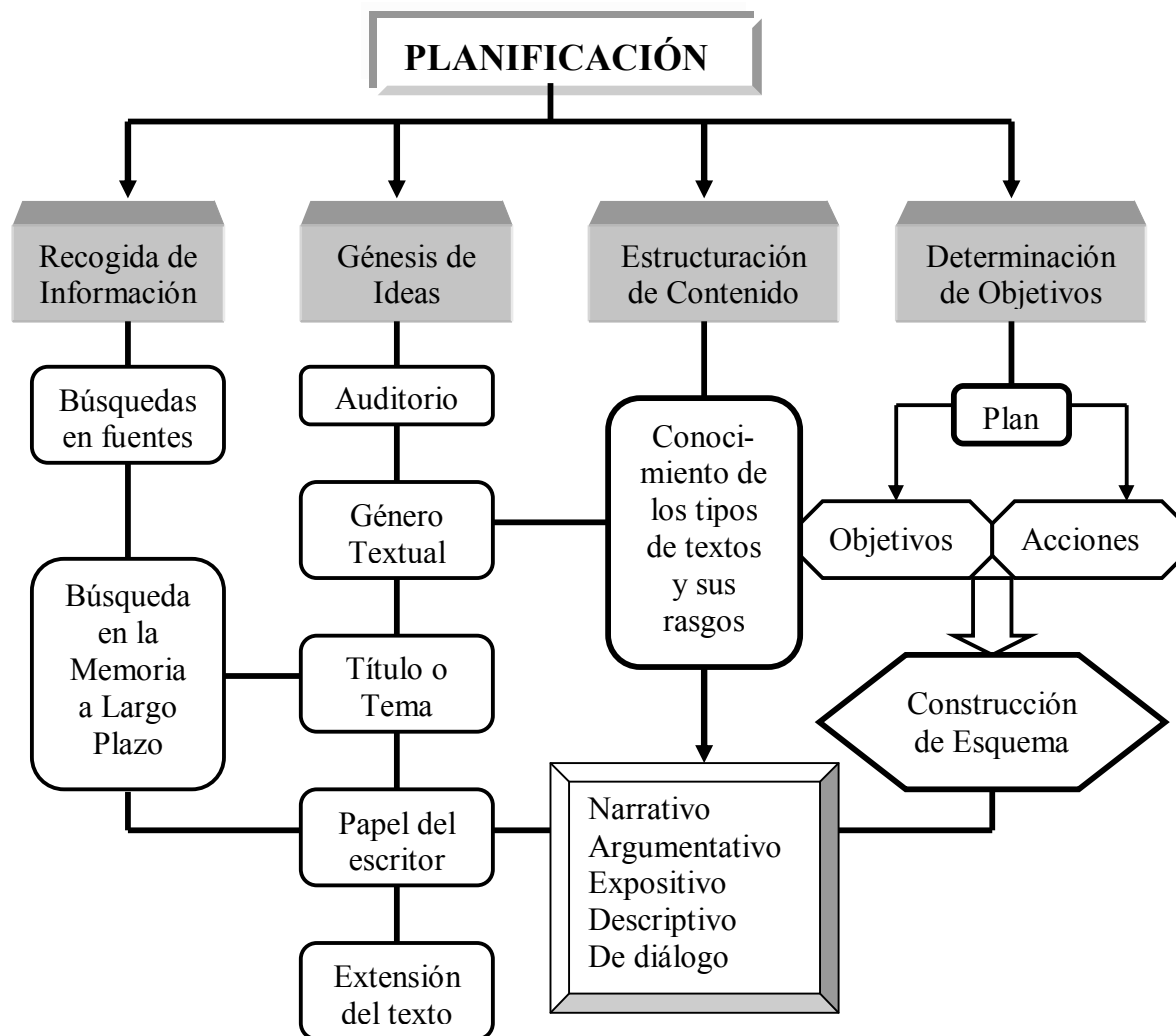 PLANIFICACIÓN
Recogida de
Información
Génesis de
Ideas
Estructuración
de Contenido
Determinación
de Objetivos
Búsquedas
en fuentes
Búsqueda
en la
Memoria
a Largo
Plazo
Auditorio
Género
Textual
Título o
Tema
Papel del
escritor
Extensión
del texto
Conoci-
miento de
los tipos
de textos
y sus
rasgos
Narrativo
Argumentativo
Expositivo
Descriptivo
De diálogo
Plan
Objetivos
Acciones
Construcción
de Esquema